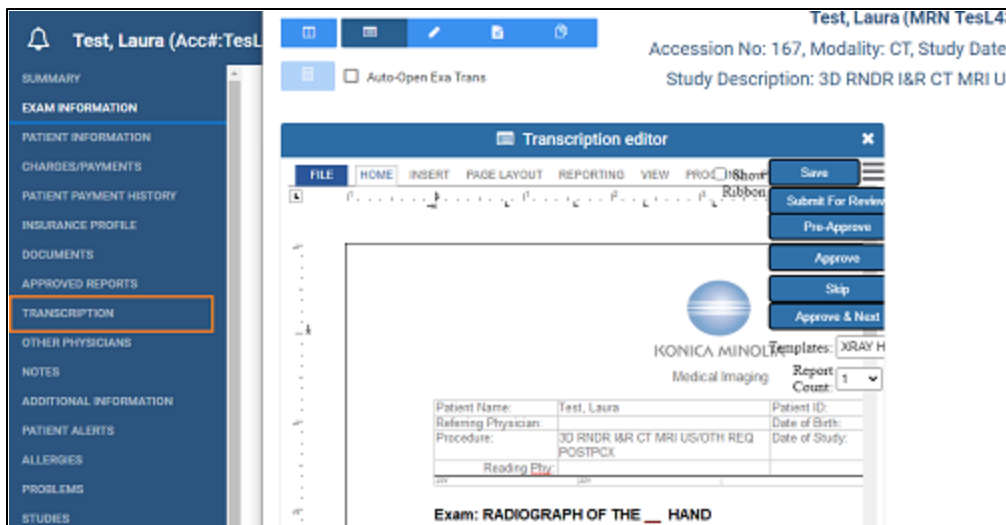 Test, Laura (Acc#:TesL
SUMMARY
EXAM INFORMATION
PATIENT INFORMATION
CHARGES/PAYMENTS
PATIENT PAYMENT HISTORY
INSURANCE PROFILE
DOCUMENTS
APPROVED REPORTS
TRANSCRIPTION
OTHER PHYSICIANS
NOTES
ADDITIONAL INFORMATION
PATIENT ALERTS
ALLERGIES
PROBLEMS
STUDIES
Test, Laura (MRN TesL43
Accession No: 167, Modality: CT, Study Date
Study Description: 3D RNDR I&R CT MRI U
Auto-Open Exa Trans
Transcription editor
FILE HOME INSERT PAGE LAYOUT REPORTING VIEW
Show
Ribbon
Save
Submit For Review
Pre-Approve
Approve
Skip
Approve & Next
Templates: XRAY H
Report
Count: 1
KONICA MINOLTA
Medical Imaging
Patient Name: Test, Laura Patient ID:
Referring Physician: Date of Birth:
Procedure: 3D RNDR I&R CT MRI US/OTH REQ Date of Study:
POSTPCX
Reading Phy:
Exam: RADIOGRAPH OF THE __ HAND